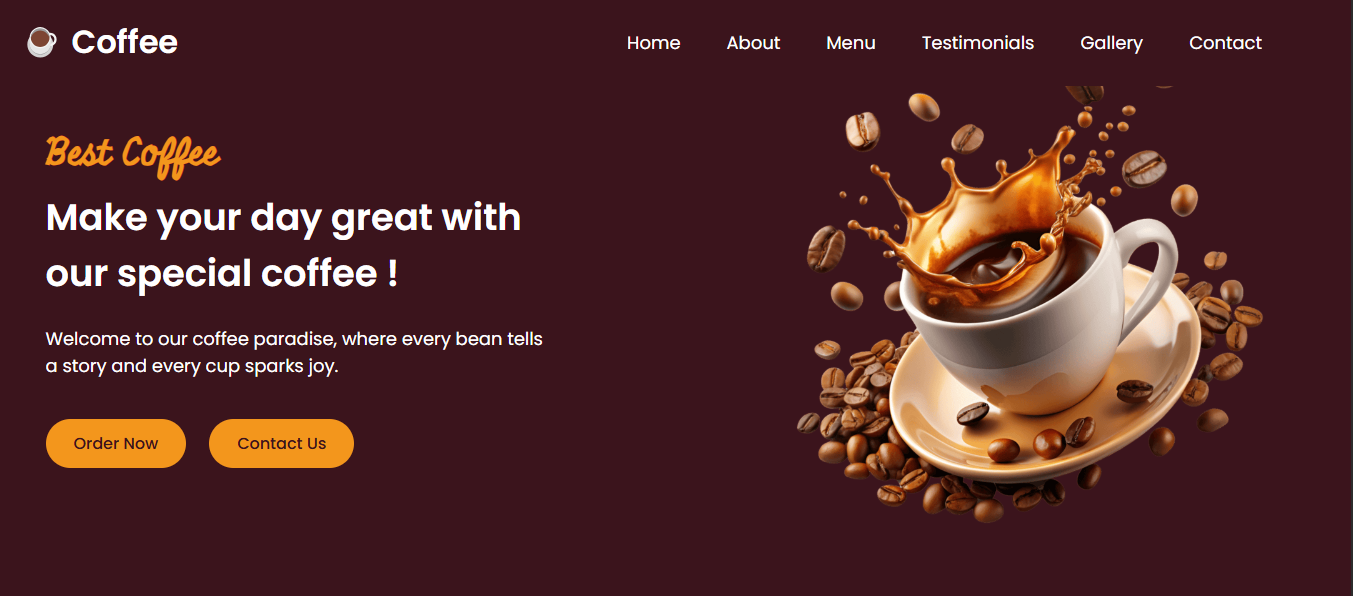 Coffee
Home About Menu Testimonials Gallery Contact
Best Coffee
Make your day great with
our special coffee !
Welcome to our coffee paradise, where every bean tells
a story and every cup sparks joy.
Order Now Contact Us